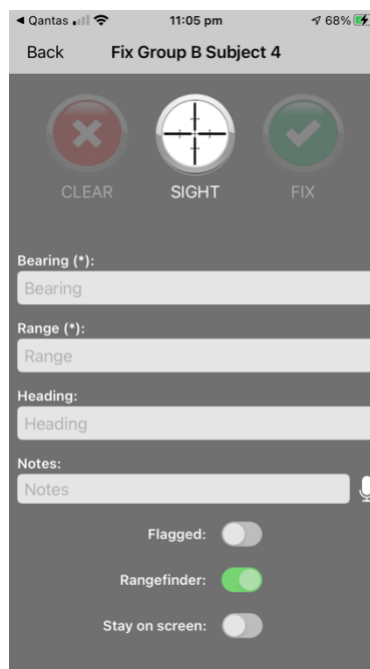 Qantas 11:05 pm 68%
Back Fix Group B Subject 4
CLEAR SIGHT FIX
Bearing (*):
Bearing
Range (*):
Range
Heading:
Heading
Notes:
Notes
Flagged:
Rangefinder:
Stay on screen: